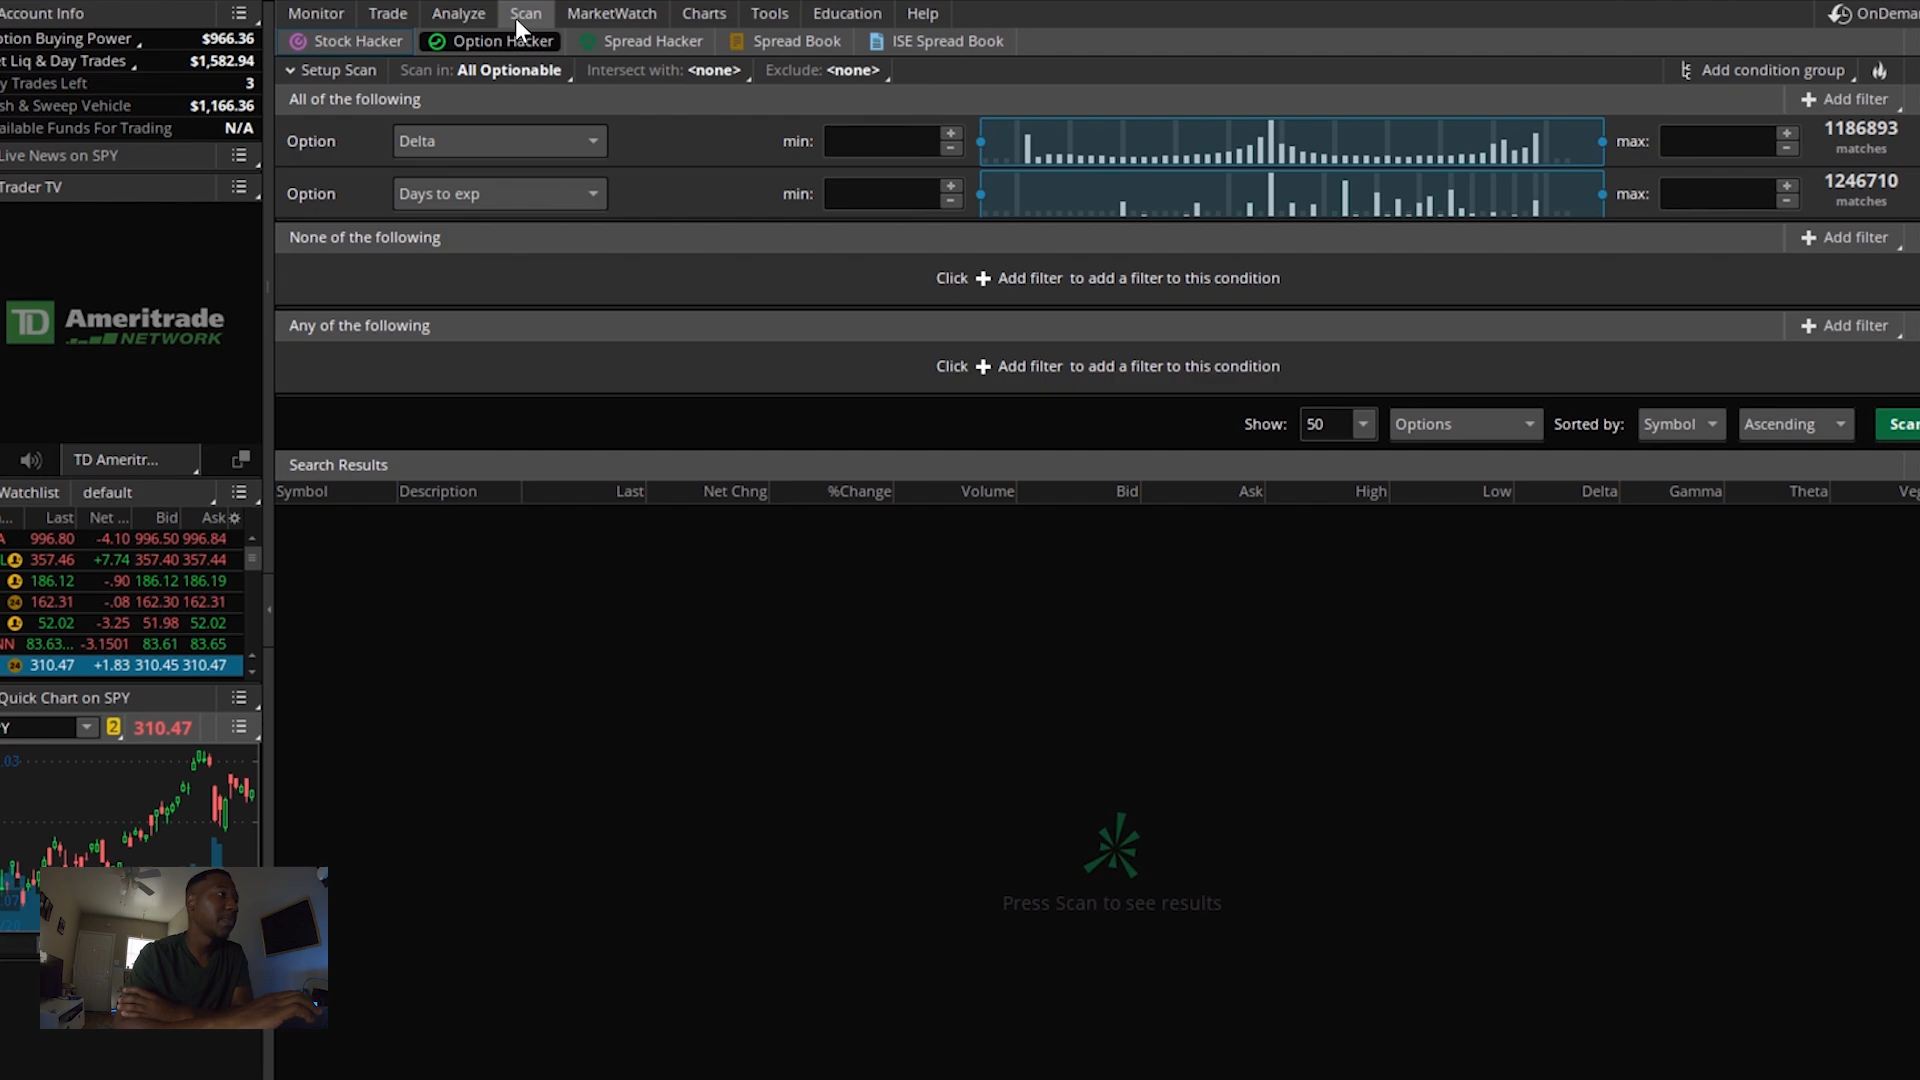 Account Info
Monitor Trade Analyze Scan MarketWatch Charts Tools Education Help
ption Buying Power $966.36
Stock Hacker Option Hacker Spread Hacker Spread Book ISE Spread Book
et Liq & Day Trades $1,582.94
Setup Scan Scan in: All Optionable Intersect with: <none> Exclude: <none> Add condition group
y Trades Left 3
sh & Sweep Vehicle $1,166.36
All of the following + Add filter
ailable Funds For Trading N/A
Option Delta min: max: 1186893
matches
Live News on SPY
Trader TV
Option Days to exp min: max: 1246710
matches
None of the following + Add filter
Click + Add filter to add a filter to this condition
TD Ameritrade
NETWORK
Any of the following + Add filter
Click + Add filter to add a filter to this condition
Show: 50 Options Sorted by: Symbol Ascending Scan
TD Ameritr...
Search Results
Watchlist default
Symbol Description Last Net Chng %Change Volume Bid Ask High Low Delta Gamma Theta Veg
... Last Net ... Bid Ask
A 996.80 -4.10 996.50 996.84
L 357.46 +7.74 357.40 357.44
186.12 -.90 186.12 186.19
24 162.31 -.08 162.30 162.31
52.02 -3.25 51.98 52.02
NN 83.63... -3.1501 83.61 83.65
24 310.47 +1.83 310.45 310.47
Quick Chart on SPY
Y 2 310.47
.03
Press Scan to see results
.07